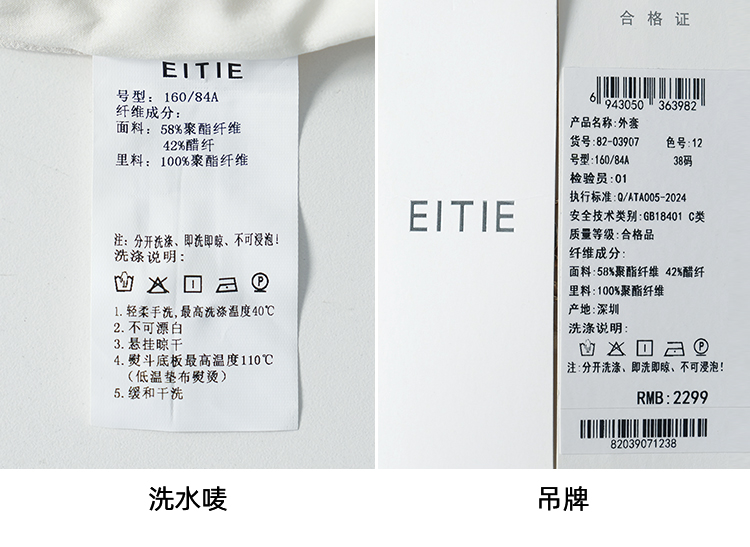 EITIE
号型: 160/84A
纤维成分:
面料: 58%聚酯纤维
42%醋纤
里料: 100%聚酯纤维
注: 分开洗涤、即洗即晾、不可浸泡!
洗涤说明:
P
1.轻柔手洗,最高洗涤温度40℃
2.不可漂白
3.悬挂晾干
4.熨斗底板最高温度110℃
(低温垫布熨烫)
5.缓和干洗
洗水唛
EITIE
合格证
6 943050 363982
产品名称:外套
货号:82-03907 色号:12
号型:160/84A 38码
检验员:01
执行标准:Q/ATA005-2024
安全技术类别:GB18401 C类
质量等级:合格品
纤维成分:
面料:58%聚酯纤维 42%醋纤
里料:100%聚酯纤维
产地:深圳
洗涤说明:
P
注:分开洗涤、即洗即晾、不可浸泡!
RMB:2299
82039071238
吊牌